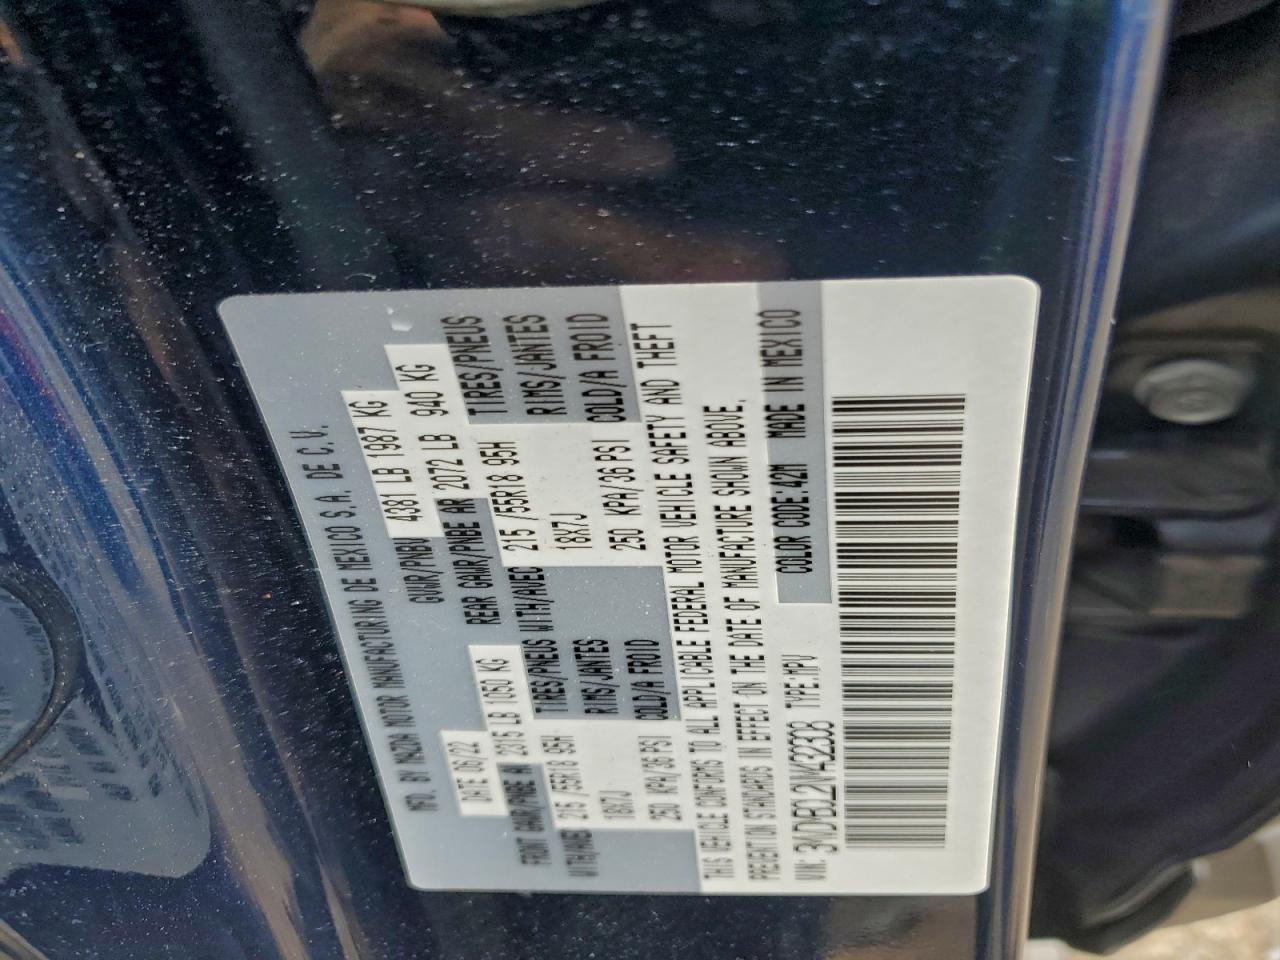 MFD. BY MAZDA MOTOR MANUFACTURING DE MEXICO S.A. DE C.V.
DATE 06/22 GVWR/PNBV 4381 LB 1987 KG
FRONT GAWR/PNBE A 2315 LB 1050 KG REAR GAWR/PNBE AR 2072 LB 940 KG
WITH/AVEC 215 /55R18 95H TIRES/PNEUS WITH/AVEC 215 /55R18 95H TIRES/PNEUS
18X7J RIMS/JANTES 18X7J RIMS/JANTES
250 KPA/36 PSI COLD/A FROID 250 KPA/36 PSI COLD/A FROID
THIS VEHICLE CONFORMS TO ALL APPLICABLE FEDERAL MOTOR VEHICLE SAFETY AND THEFT
PREVENTION STANDARDS IN EFFECT ON THE DATE OF MANUFACTURE SHOWN ABOVE.
VIN: TYPE:MPV COLOR CODE:42M MADE IN MEXICO